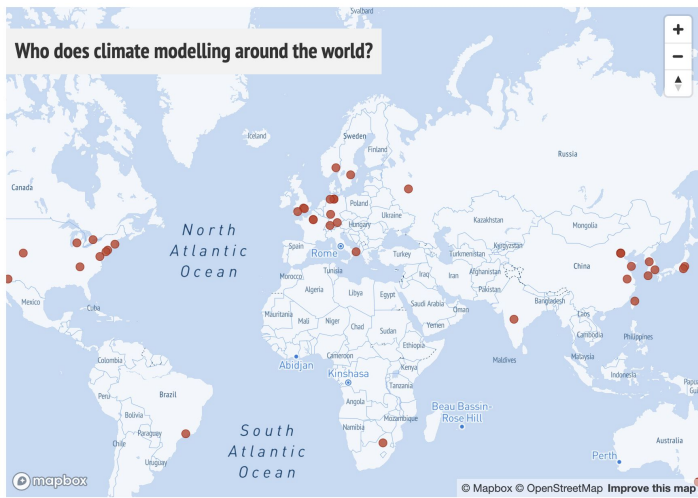 Svalbard
Who does climate modelling around the world?
+
−
Iceland
Sweden
Finland
Russia
Canada
Poland
Ukraine
Kazakhstan
Mongolia
Hungary
North
Atlantic
Ocean
Spain
Rome
Turkey
Turkmenistan
Kyrgyzstan
China
Morocco
Tunisia
Iraq
Iran
Afghanistan
Pakistan
Algeria
Libya
Egypt
Mexico
Cuba
Saudi Arabia
Oman
Bangladesh
Laos
Mauritania
Mali
Niger
Chad
Sudan
Yemen
Cambodia
Philippines
Ethiopia
Maldives
Malaysia
Colombia
Abidjan
Cameroon
Kenya
Kinshasa
Tanzania
Indonesia
Papua
Gui
Peru
Brazil
Angola
Bolivia
Mozambique
Beau Bassin-
Rose Hill
Paraguay
Namibia
South
Atlantic
Ocean
Chile
Uruguay
Australia
Perth
mapbox
© Mapbox © OpenStreetMap Improve this map